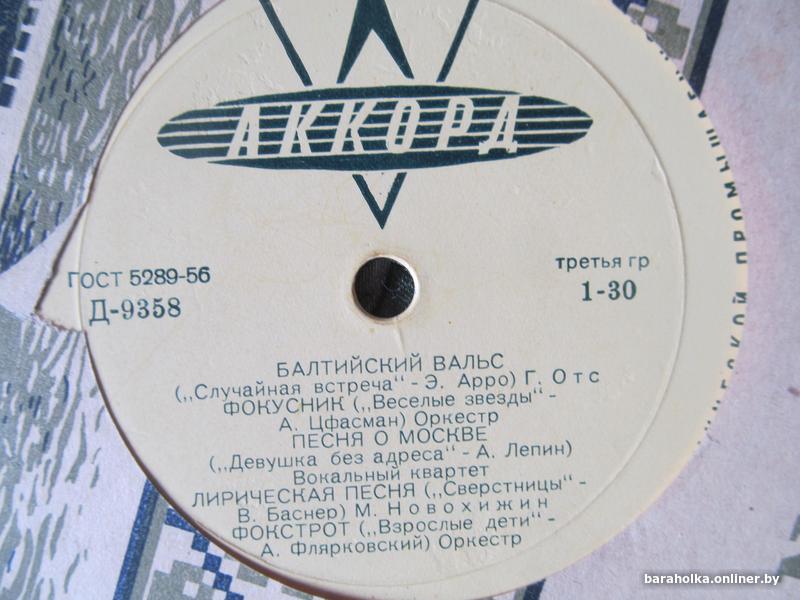 АККОРД
ГОСТ 5289-56
Д-9358
третья гр
1-30
БАЛТИЙСКИЙ ВАЛЬС
(„Случайная встреча“ - Э. Арро) Г. Отс
ФОКУСНИК („Веселые звезды“ -
А. Цфасман) Оркестр
ПЕСНЯ О МОСКВЕ
(„Девушка без адреса“ - А. Лепин)
Вокальный квартет
ЛИРИЧЕСКАЯ ПЕСНЯ („Сверстницы“ -
В. Баснер) М. Новохижин
ФОКСТРОТ („Взрослые дети“ -
А. Флярковский) Оркестр
baraholka.onliner.by